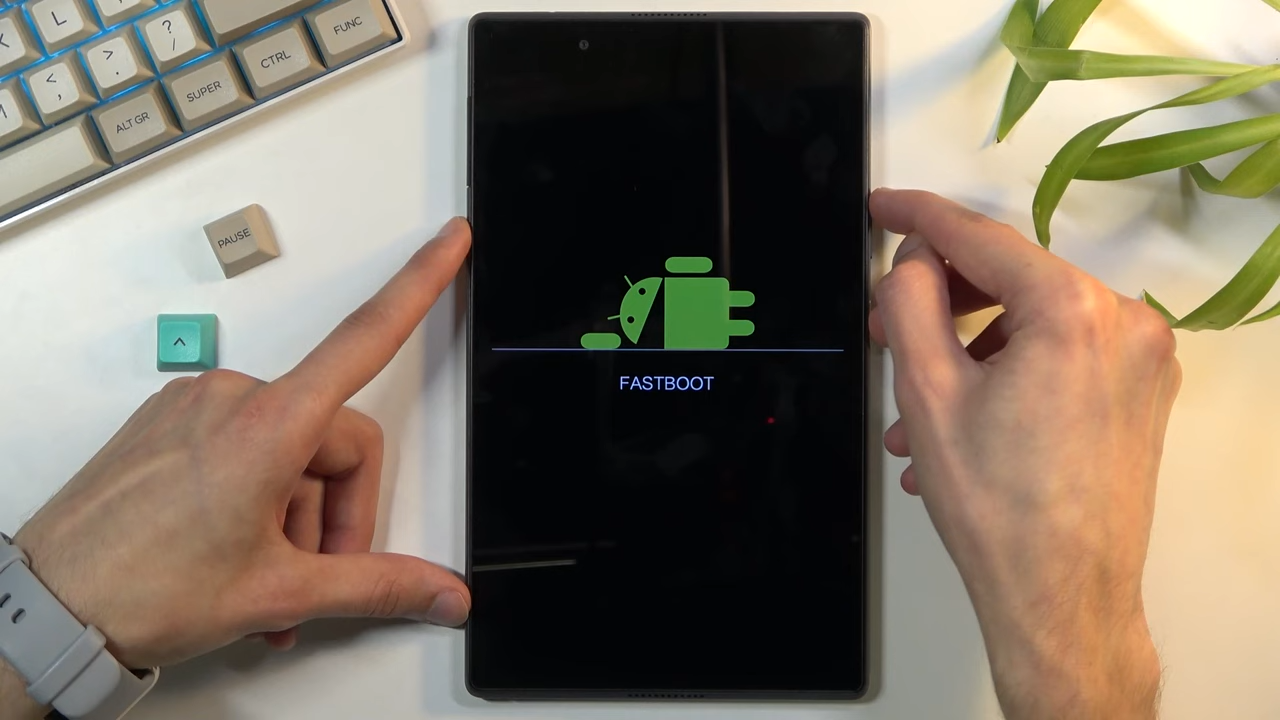 L
?
/
FUNC
<
,
>
.
CTRL
SUPER
ALT GR
PAUSE
^
FASTBOOT